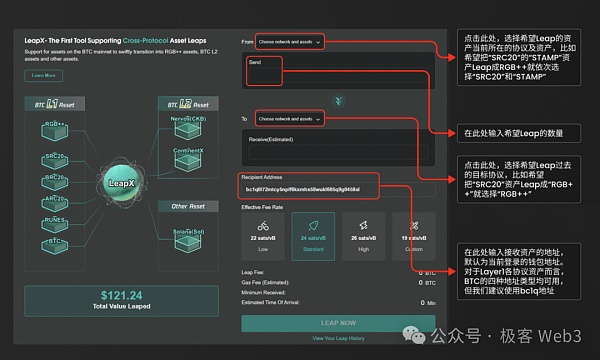 LeapX- The First Tool Supporting Cross-Protocol Asset Leaps
Support for assets on the BTC mainnet to swiftly transition into RGB++ assets, BTC L2
assets and other assets.
Learn More
BTC L1 Asset
BTC L2 Asset
RGB++
SRC20
BRC20
ARC20
RUNES
BTC
LeapX
Nervos(CKB)
ContinentX
Other Asset
Solana(Sol)
$121.24
Total Value Leaped
From
Choose network and assets
Send
To
Choose network and assets
Receive(Estimated)
Recipient Address
Effective Fee Rate
22 sats/vB
Low
24 sats/vB
Standard
26 sats/vB
High
19 sats/vB
Custom
Leap Fee:
0 BTC
Gas Fee (Estimated):
0 BTC
Minimum Received:
Estimated Time Of Arrival:
0 Min
LEAP NOW
View Your Leap History
点击此处，选择希望Leap的资
产当前所在的协议及资产，比如
希望把“SRC20”的“STAMP”资
产Leap成RGB++就依次选
择“SRC20”和“STAMP”
在此处输入希望Leap的数量
点击此处，选择希望Leap过去
的目标协议，比如希望
把“SRC20”资产Leap成“RGB+
+”就选择“RGB++”
在此处输入接收资产的地址，
默认为当前登录的钱包地址。
对于Layer1各协议资产而言，
BTC的四种地址类型均可用，
但我们建议使用bc1q地址
公众号 · 极客 Web3